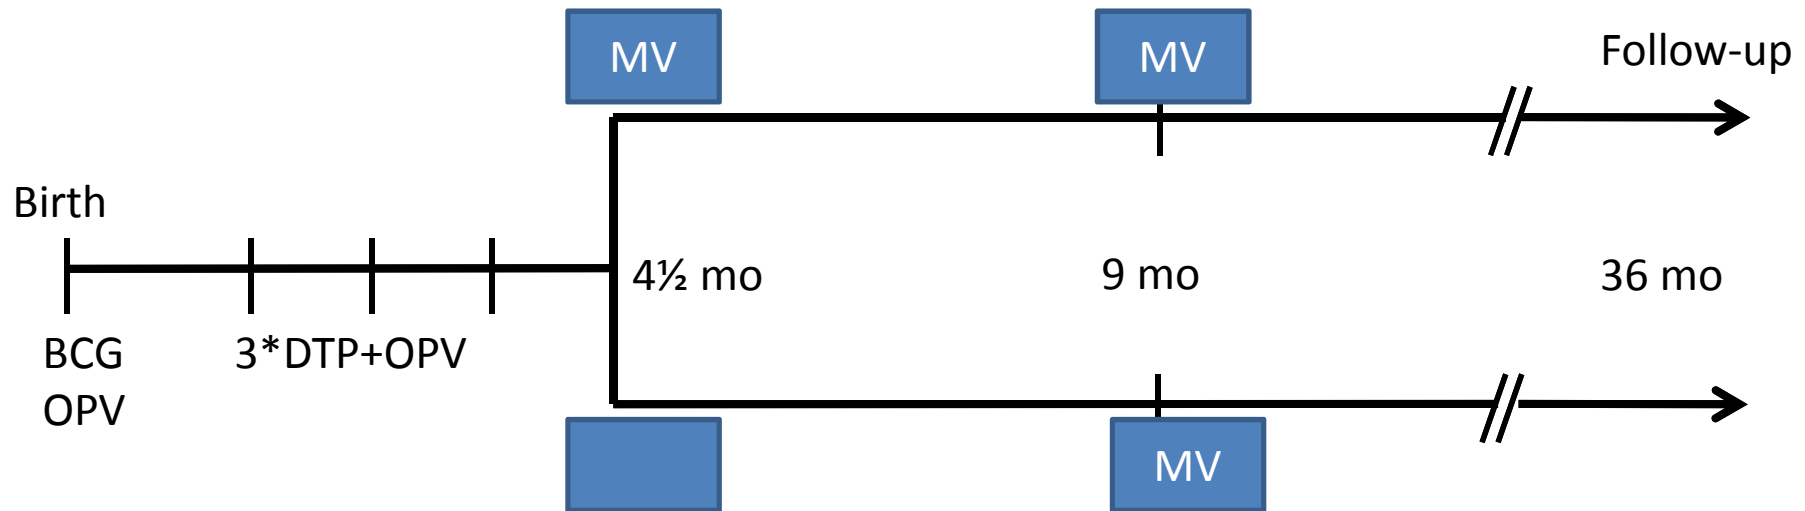 MV
MV
Follow-up
Birth
4½ mo
9 mo
36 mo
BCG
OPV
3*DTP+OPV
MV